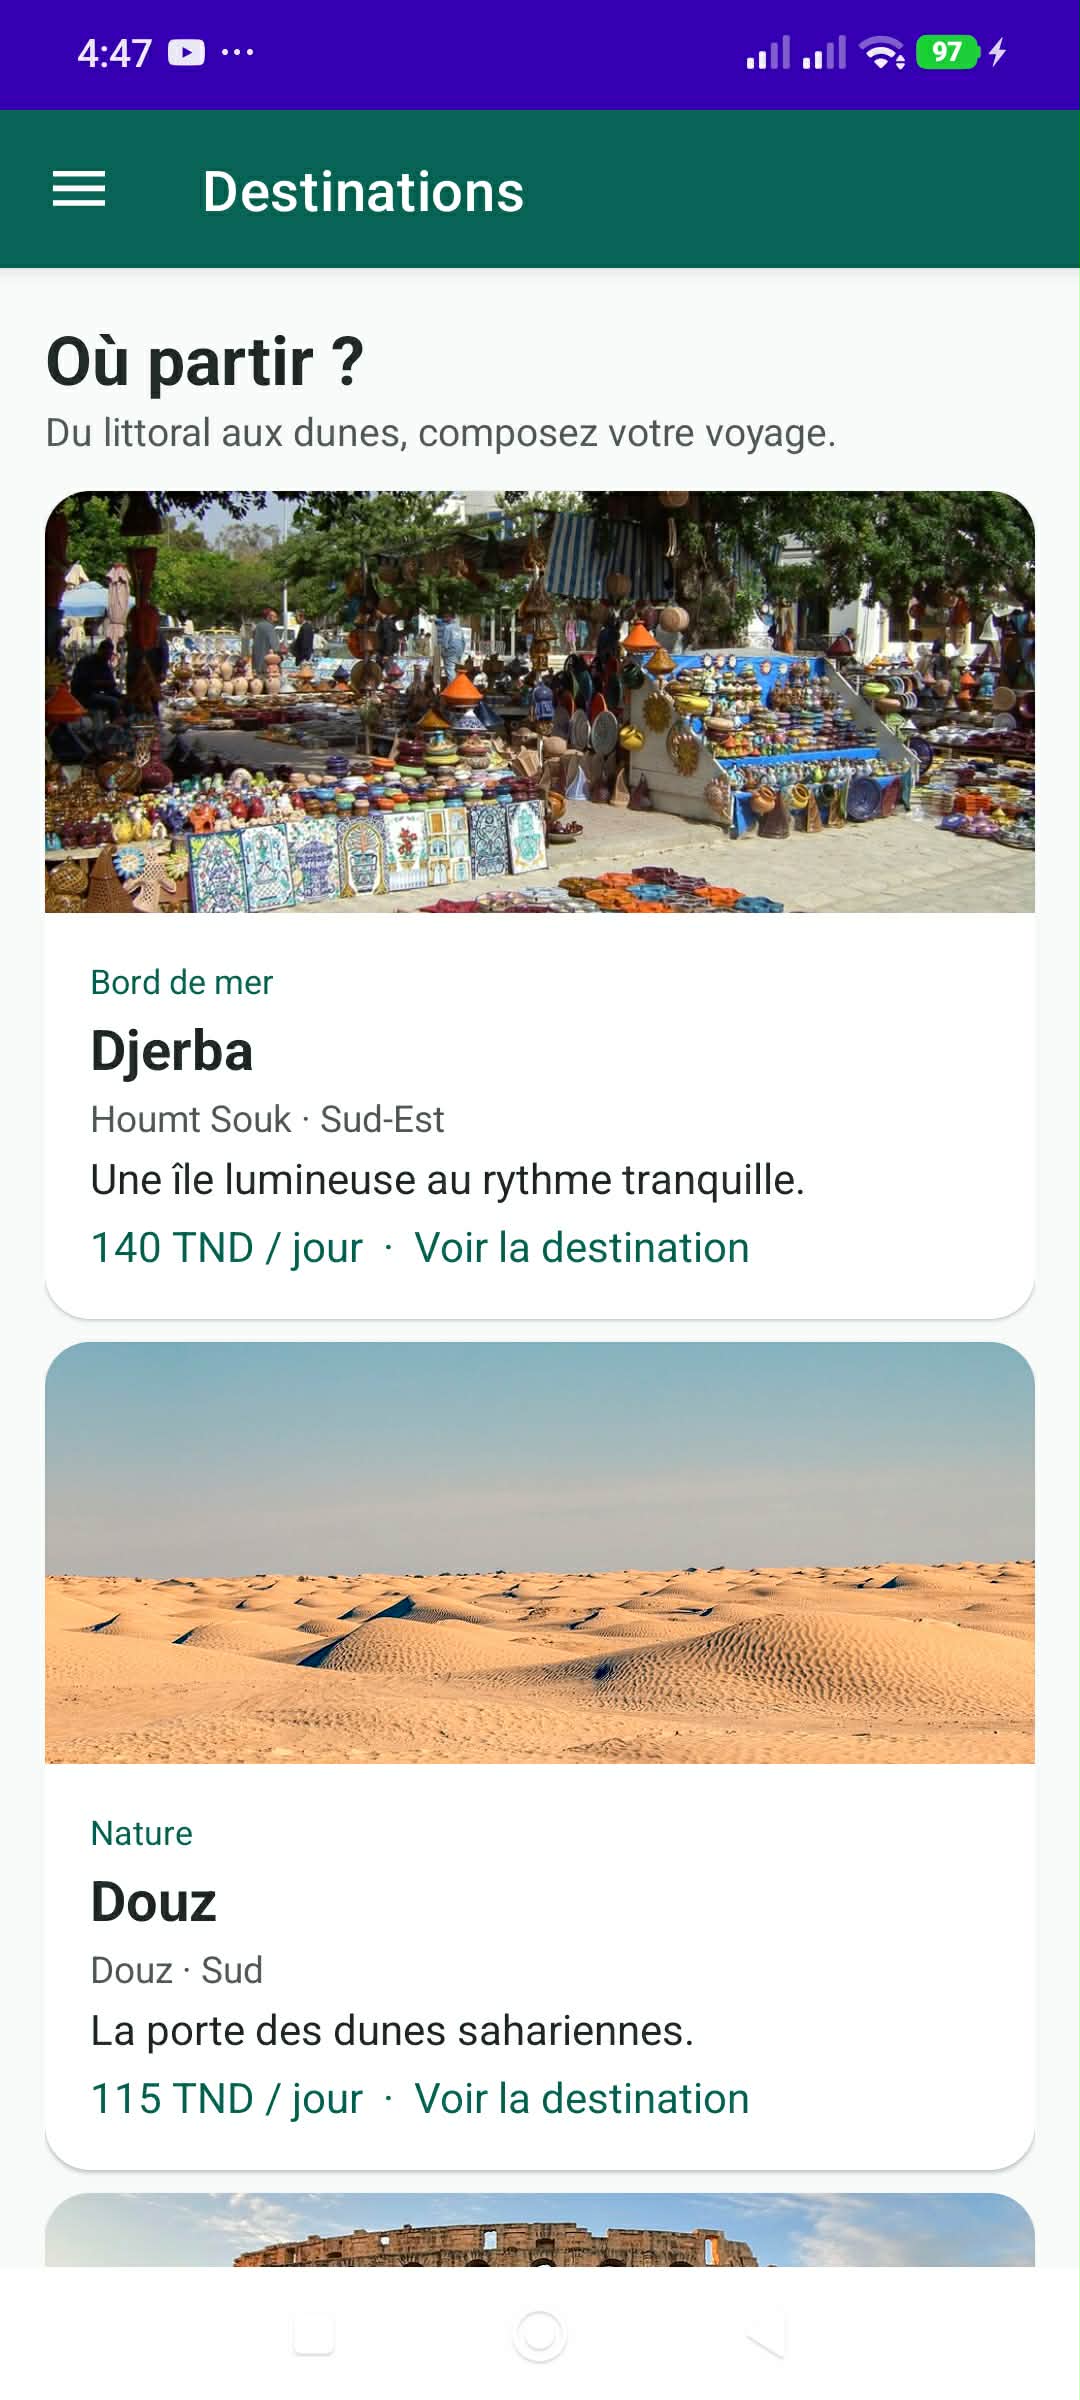 4:47
97
Destinations
Où partir ?
Du littoral aux dunes, composez votre voyage.
Bord de mer
Djerba
Houmt Souk · Sud-Est
Une île lumineuse au rythme tranquille.
140 TND / jour · Voir la destination
Nature
Douz
Douz · Sud
La porte des dunes sahariennes.
115 TND / jour · Voir la destination